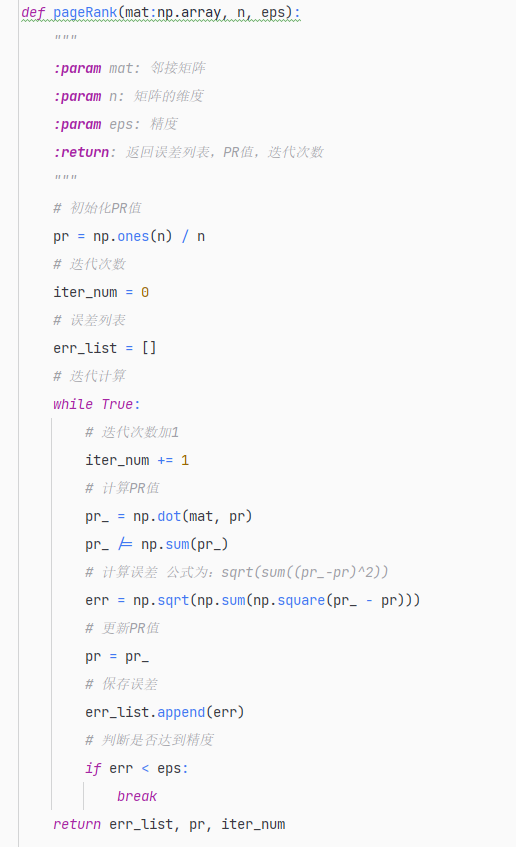 def pageRank(mat:np.array, n, eps):
    """
    :param mat: 邻接矩阵
    :param n: 矩阵的维度
    :param eps: 精度
    :return: 返回误差列表，PR值，迭代次数
    """
    # 初始化PR值
    pr = np.ones(n) / n
    # 迭代次数
    iter_num = 0
    # 误差列表
    err_list = []
    # 迭代计算
    while True:
        # 迭代次数加1
        iter_num += 1
        # 计算PR值
        pr_ = np.dot(mat, pr)
        pr_ /= np.sum(pr_)
        # 计算误差 公式为：sqrt(sum((pr_-pr)^2))
        err = np.sqrt(np.sum(np.square(pr_ - pr)))
        # 更新PR值
        pr = pr_
        # 保存误差
        err_list.append(err)
        # 判断是否达到精度
        if err < eps:
            break
    return err_list, pr, iter_num